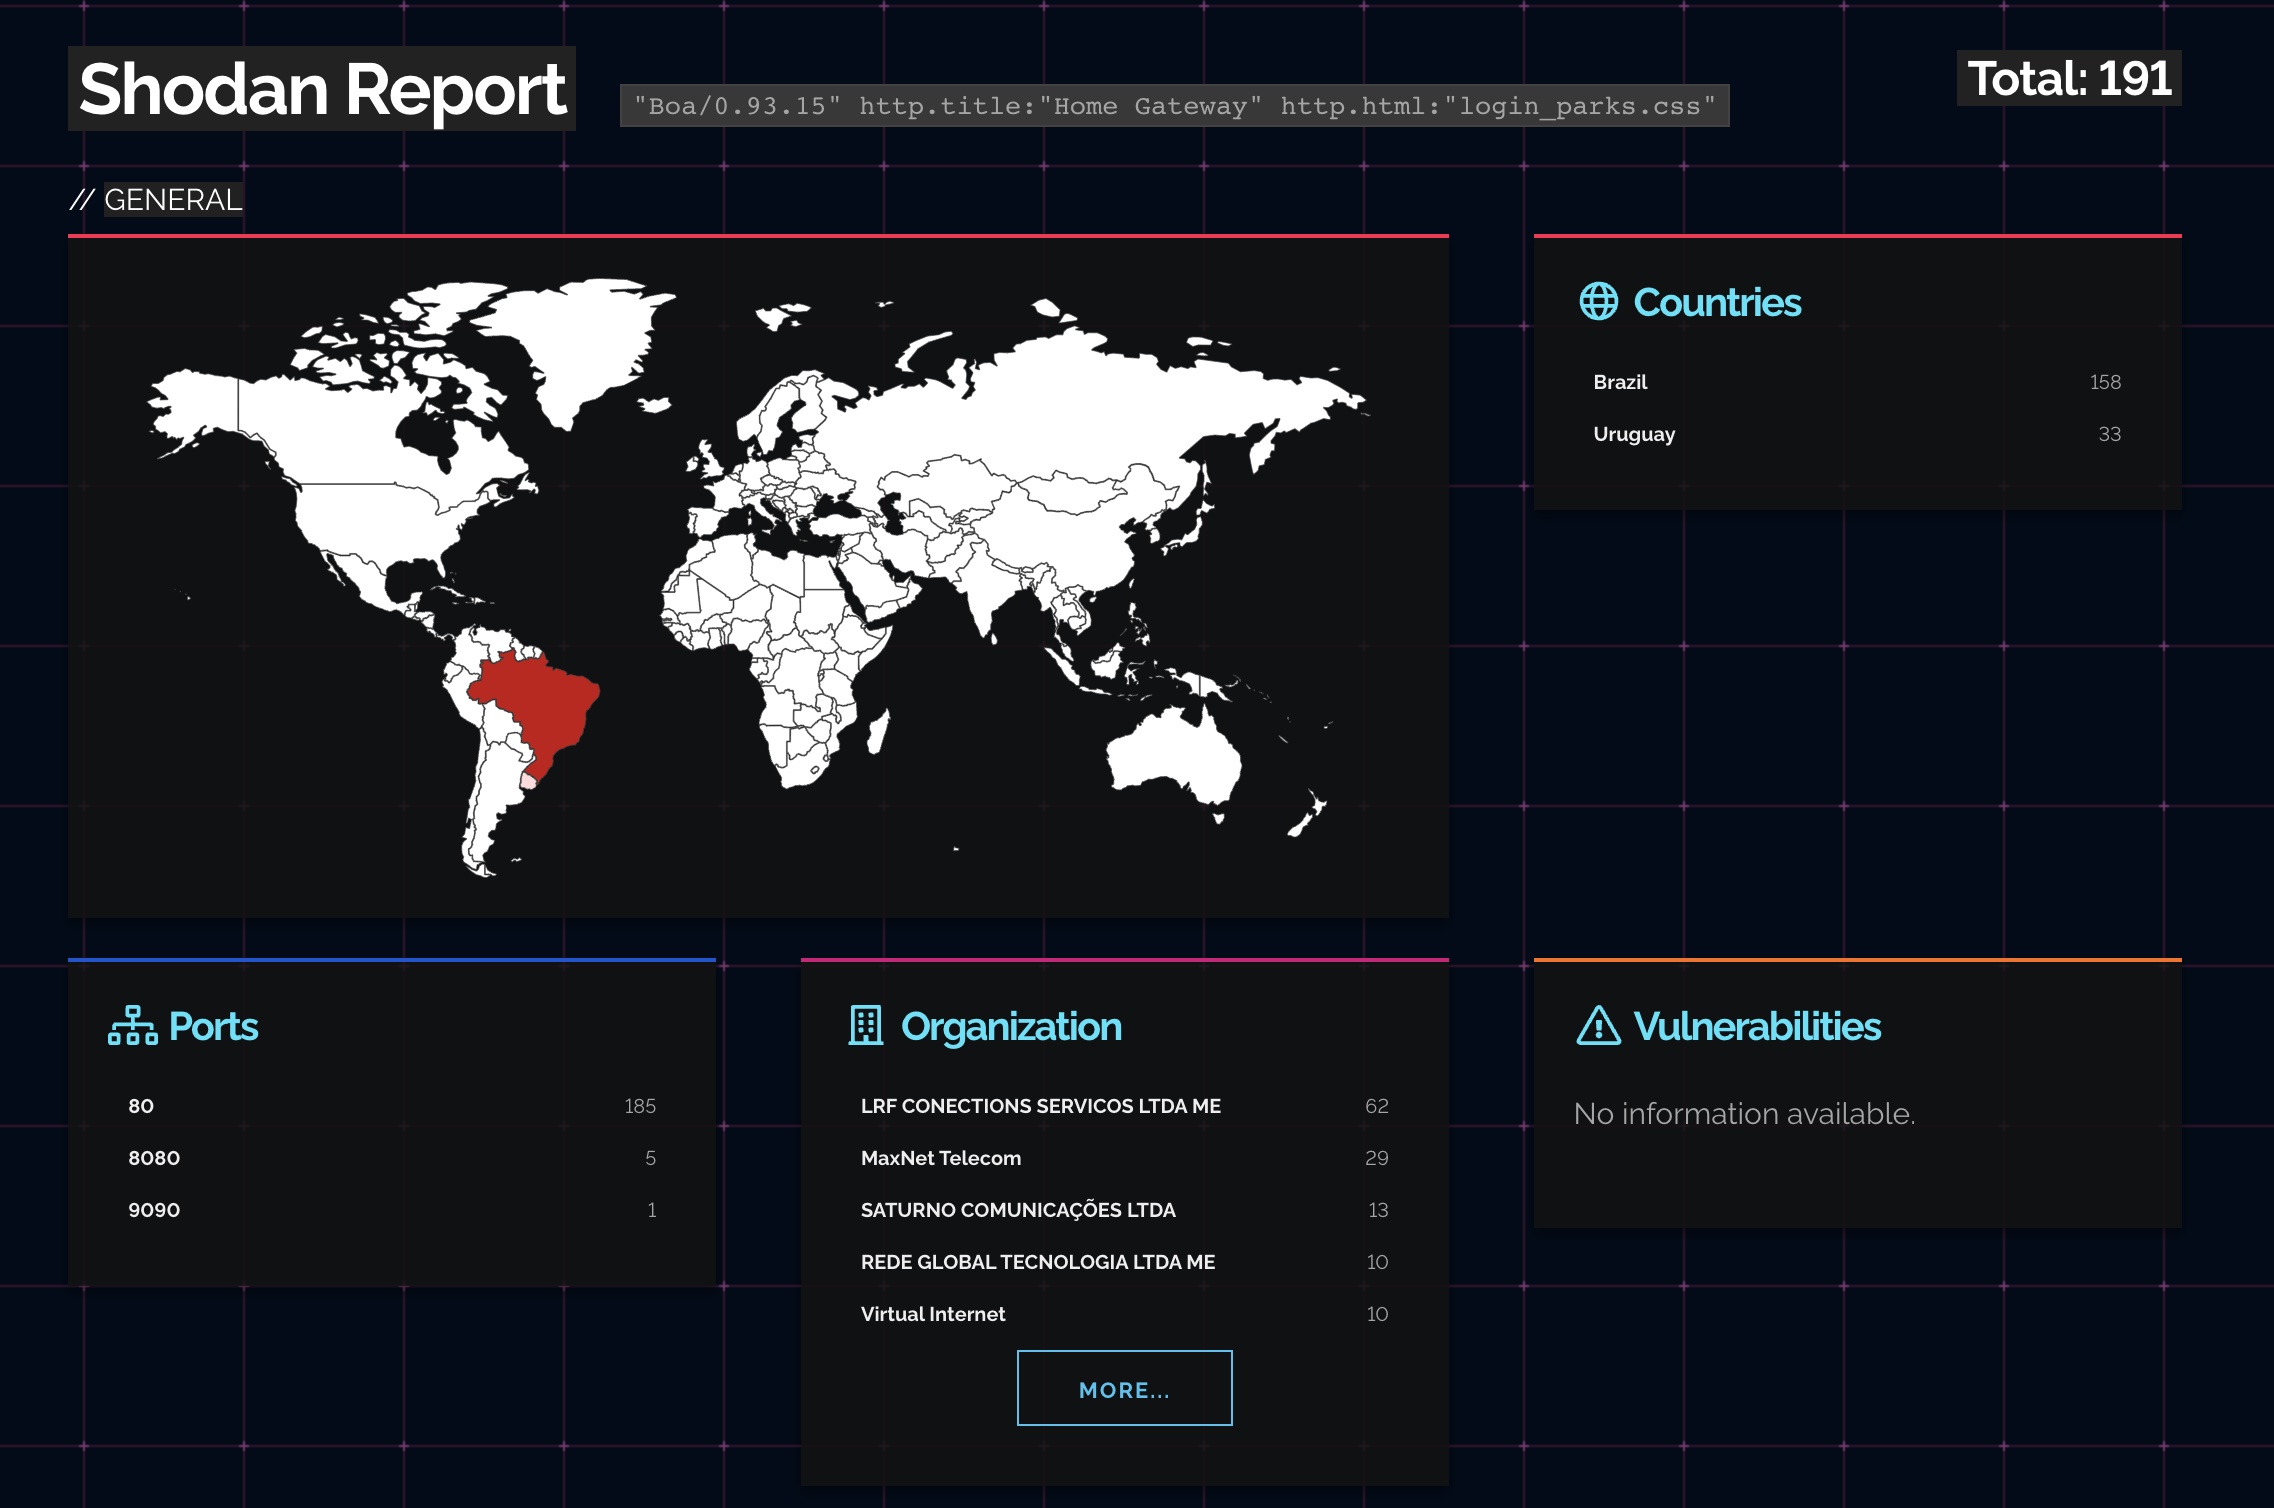 Shodan Report
"Boa/0.93.15" http.title:"Home Gateway" http.html:"login_parks.css"
Total: 191
// GENERAL
Countries
Brazil 158
Uruguay 33
Ports
80 185
8080 5
9090 1
Organization
LRF CONECTIONS SERVICOS LTDA ME 62
MaxNet Telecom 29
SATURNO COMUNICAÇÕES LTDA 13
REDE GLOBAL TECNOLOGIA LTDA ME 10
Virtual Internet 10
MORE...
Vulnerabilities
No information available.